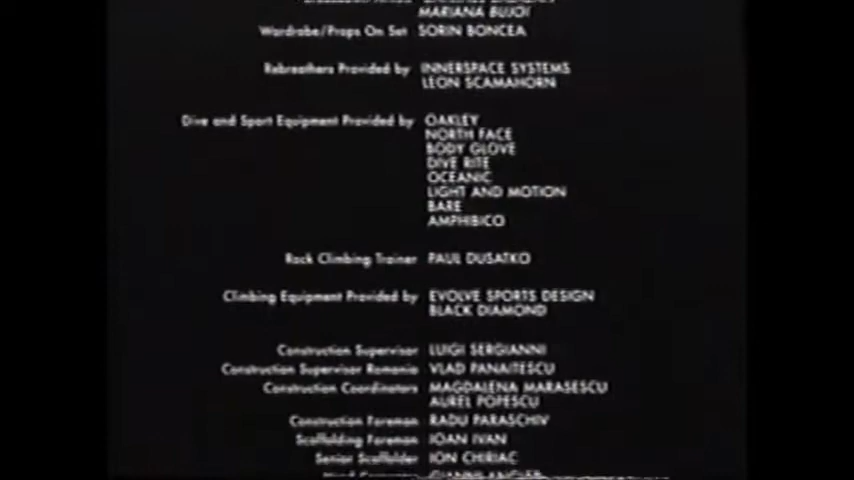 MARIANA BUJOI
Wardrobe/Props On Set SORIN BONCEA
Rebreathers Provided by INNERSPACE SYSTEMS
LEON SCAMAHORN
Dive and Sport Equipment Provided by OAKLEY
NORTH FACE
BODY GLOVE
DIVE RITE
OCEANIC
LIGHT AND MOTION
BARE
AMPHIBICO
Rock Climbing Trainer PAUL DUSATKO
Climbing Equipment Provided by EVOLVE SPORTS DESIGN
BLACK DIAMOND
Construction Supervisor LUIGI SERGIANNI
Construction Supervisor Romania VLAD PANAITESCU
Construction Coordinators MAGDALENA MARASESCU
AUREL POPESCU
Construction Foreman RADU PARASCHIV
Scaffolding Foreman IOAN IVAN
Senior Scaffolder ION CHIRIAC